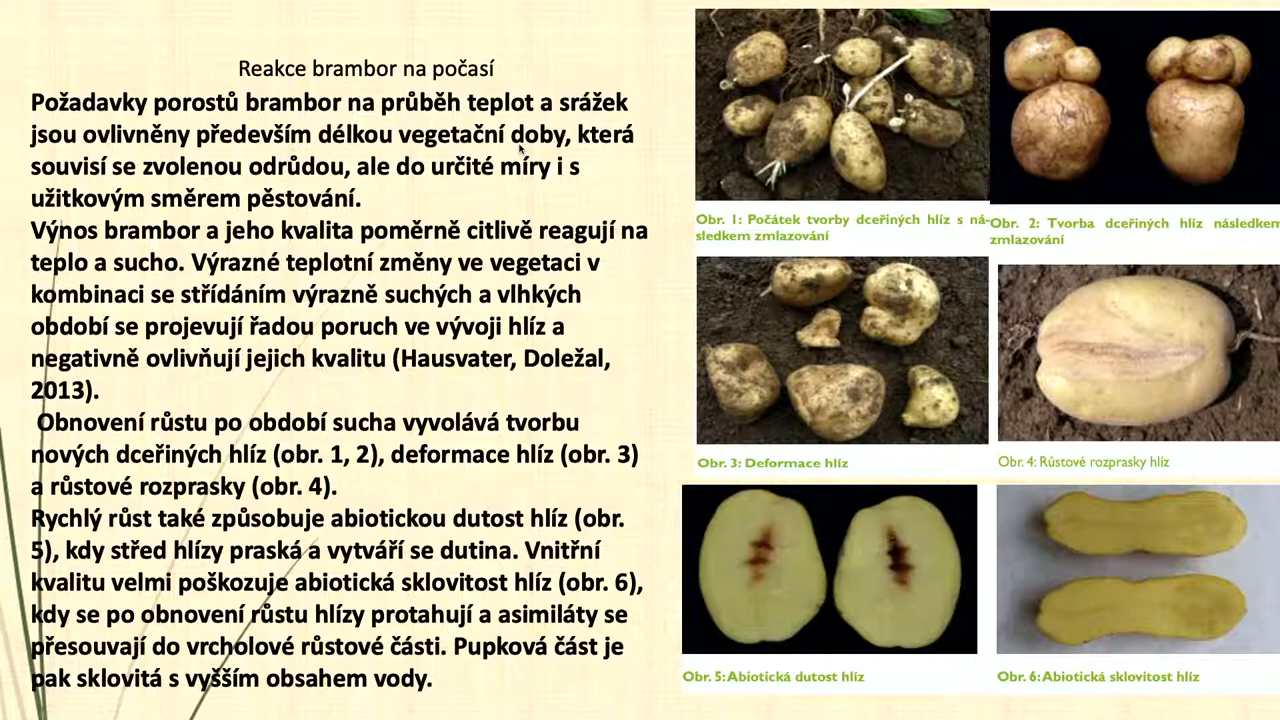 Reakce brambor na počasí
Požadavky porostů brambor na průběh teplot a srážek
jsou ovlivněny především délkou vegetační doby, která
souvisí se zvolenou odrůdou, ale do určité míry i s
užitkovým směrem pěstování.
Výnos brambor a jeho kvalita poměrně citlivě reagují na
teplo a sucho. Výrazné teplotní změny ve vegetaci v
kombinaci se střídáním výrazně suchých a vlhkých
období se projevují řadou poruch ve vývoji hlíz a
negativně ovlivňují jejich kvalitu (Hausvater, Doležal,
2013).
Obnovení růstu po období sucha vyvolává tvorbu
nových dceřiných hlíz (obr. 1, 2), deformace hlíz (obr. 3)
a růstové rozprasky (obr. 4).
Rychlý růst také způsobuje abiotickou dutost hlíz (obr.
5), kdy střed hlízy praská a vytváří se dutina. Vnitřní
kvalitu velmi poškozuje abiotická sklovitost hlíz (obr. 6),
kdy se po obnovení růstu hlízy protahují a asimiláty se
přesouvají do vrcholové růstové části. Pupková část je
pak sklovitá s vyšším obsahem vody.
Obr. 1: Počátek tvorby dceřiných hlíz s ná-
sledkem zmlazování
Obr. 2: Tvorba dceřiných hlíz následkem
zmlazování
Obr. 3: Deformace hlíz
Obr. 4: Růstové rozprasky hlíz
Obr. 5: Abiotická dutost hlíz
Obr. 6: Abiotická sklovitost hlíz